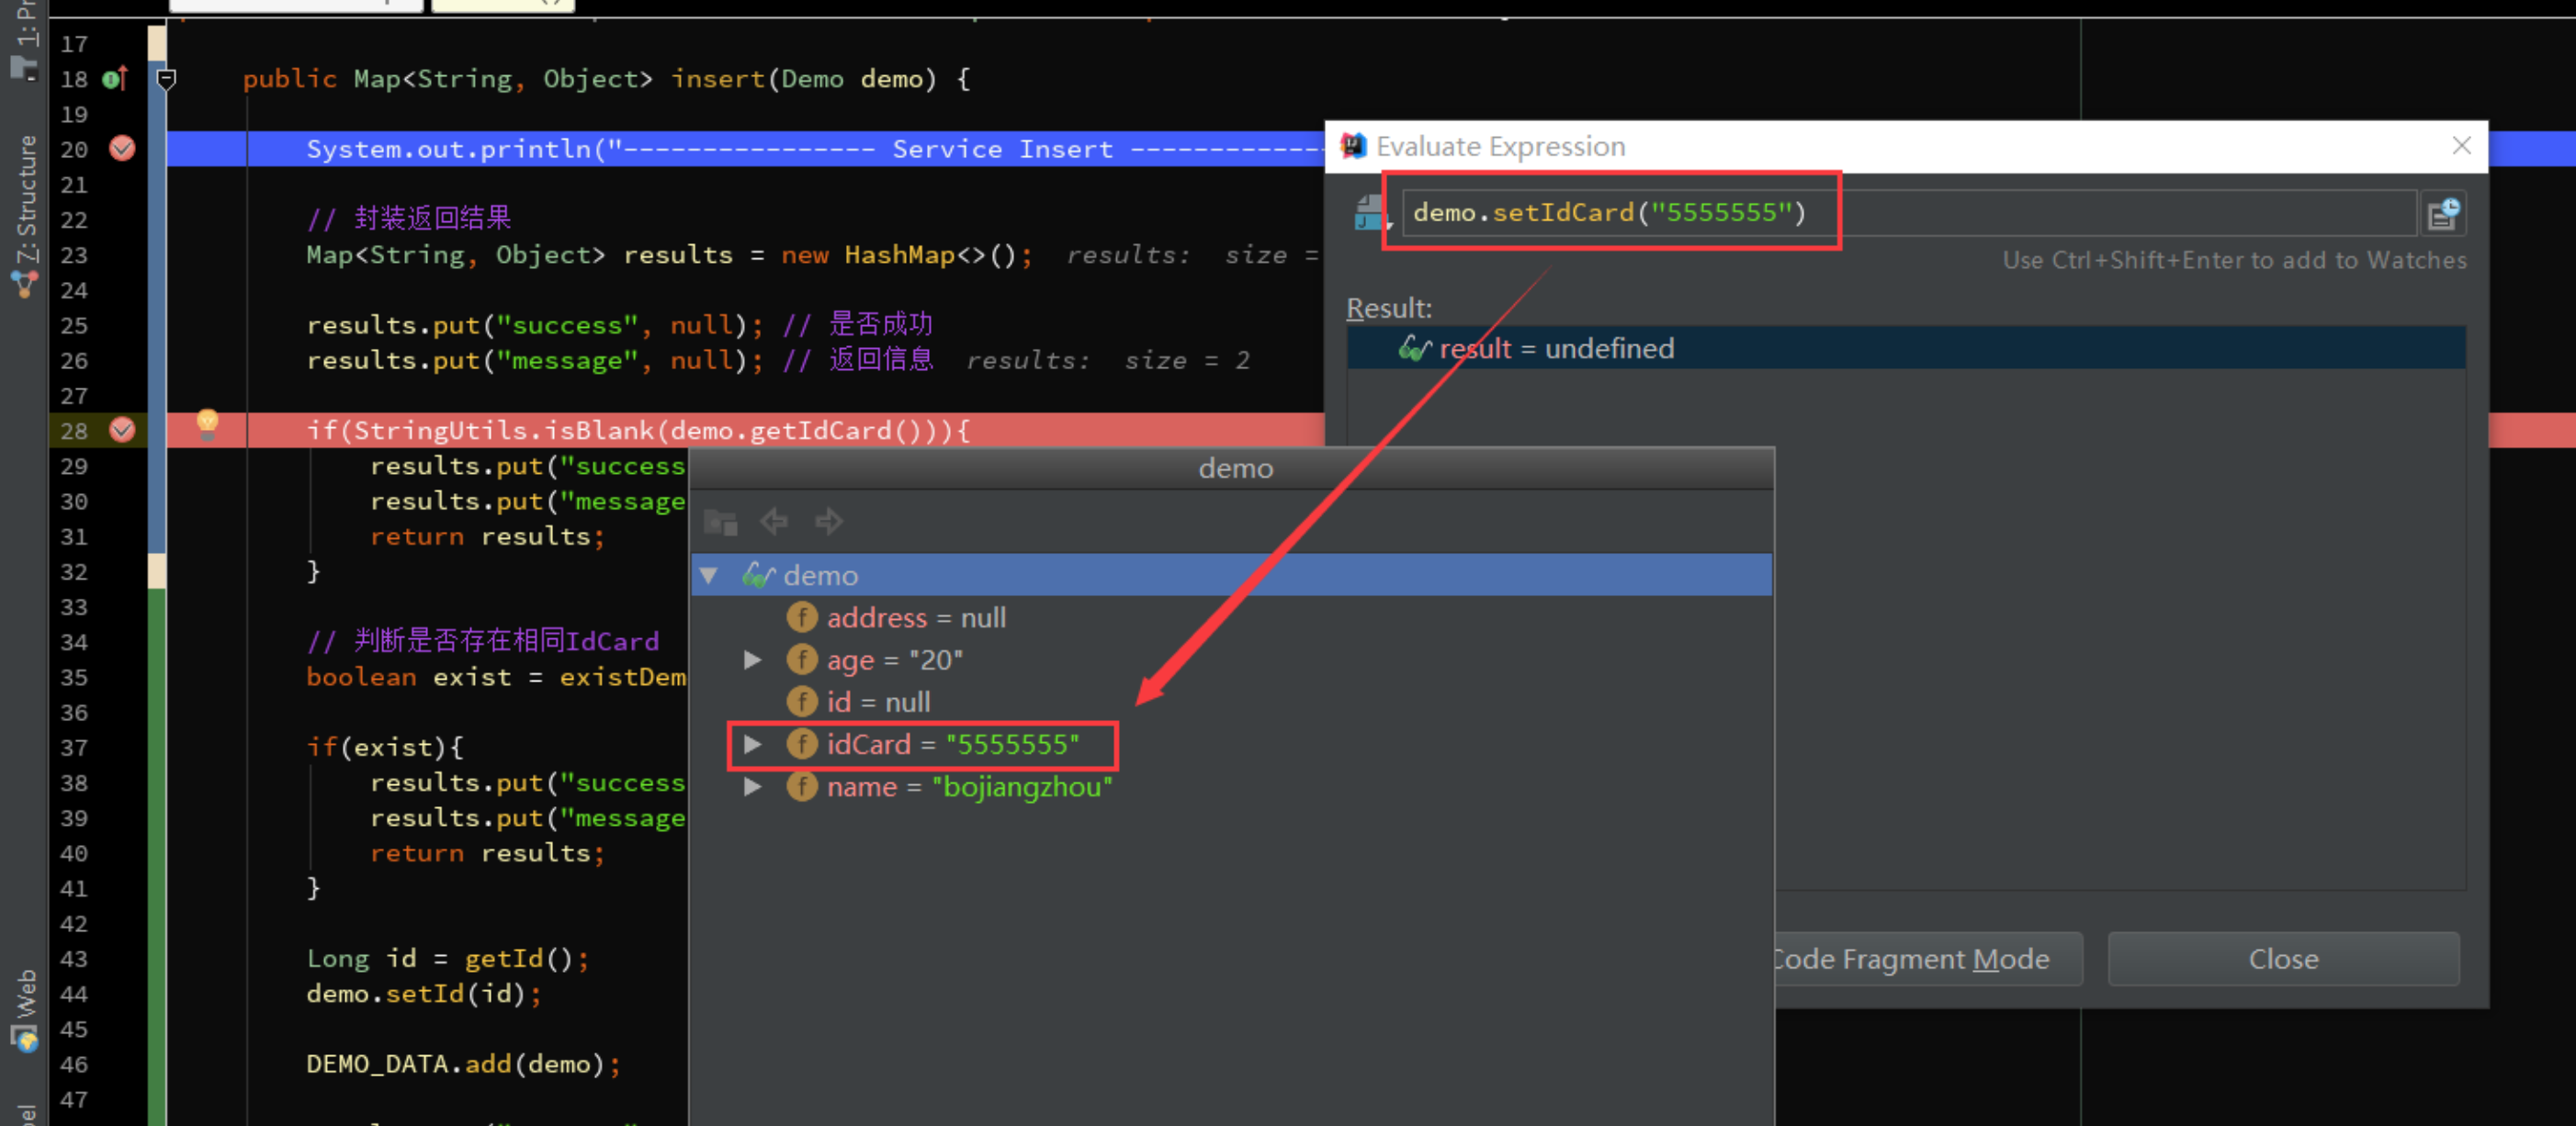 17
18 public Map<String, Object> insert(Demo demo) {
19
20 System.out.println("---------------- Service Insert -------------
21
22 // 封装返回结果
23 Map<String, Object> results = new HashMap<>(); results: size =
24
25 results.put("success", null); // 是否成功
26 results.put("message", null); // 返回信息 results: size = 2
27
28 if(StringUtils.isBlank(demo.getIdCard())){
29 results.put("success
30 results.put("message
31 return results;
32 }
33
34 // 判断是否存在相同IdCard
35 boolean exist = existDem
36
37 if(exist){
38 results.put("success
39 results.put("message
40 return results;
41 }
42
43 Long id = getId();
44 demo.setId(id);
45
46 DEMO_DATA.add(demo);
47
Z: Structure
Web
Evaluate Expression
demo.setIdCard("5555555")
Use Ctrl+Shift+Enter to add to Watches
Result:
result = undefined
demo
demo
address = null
age = "20"
id = null
idCard = "5555555"
name = "bojiangzhou"
Code Fragment Mode
Close